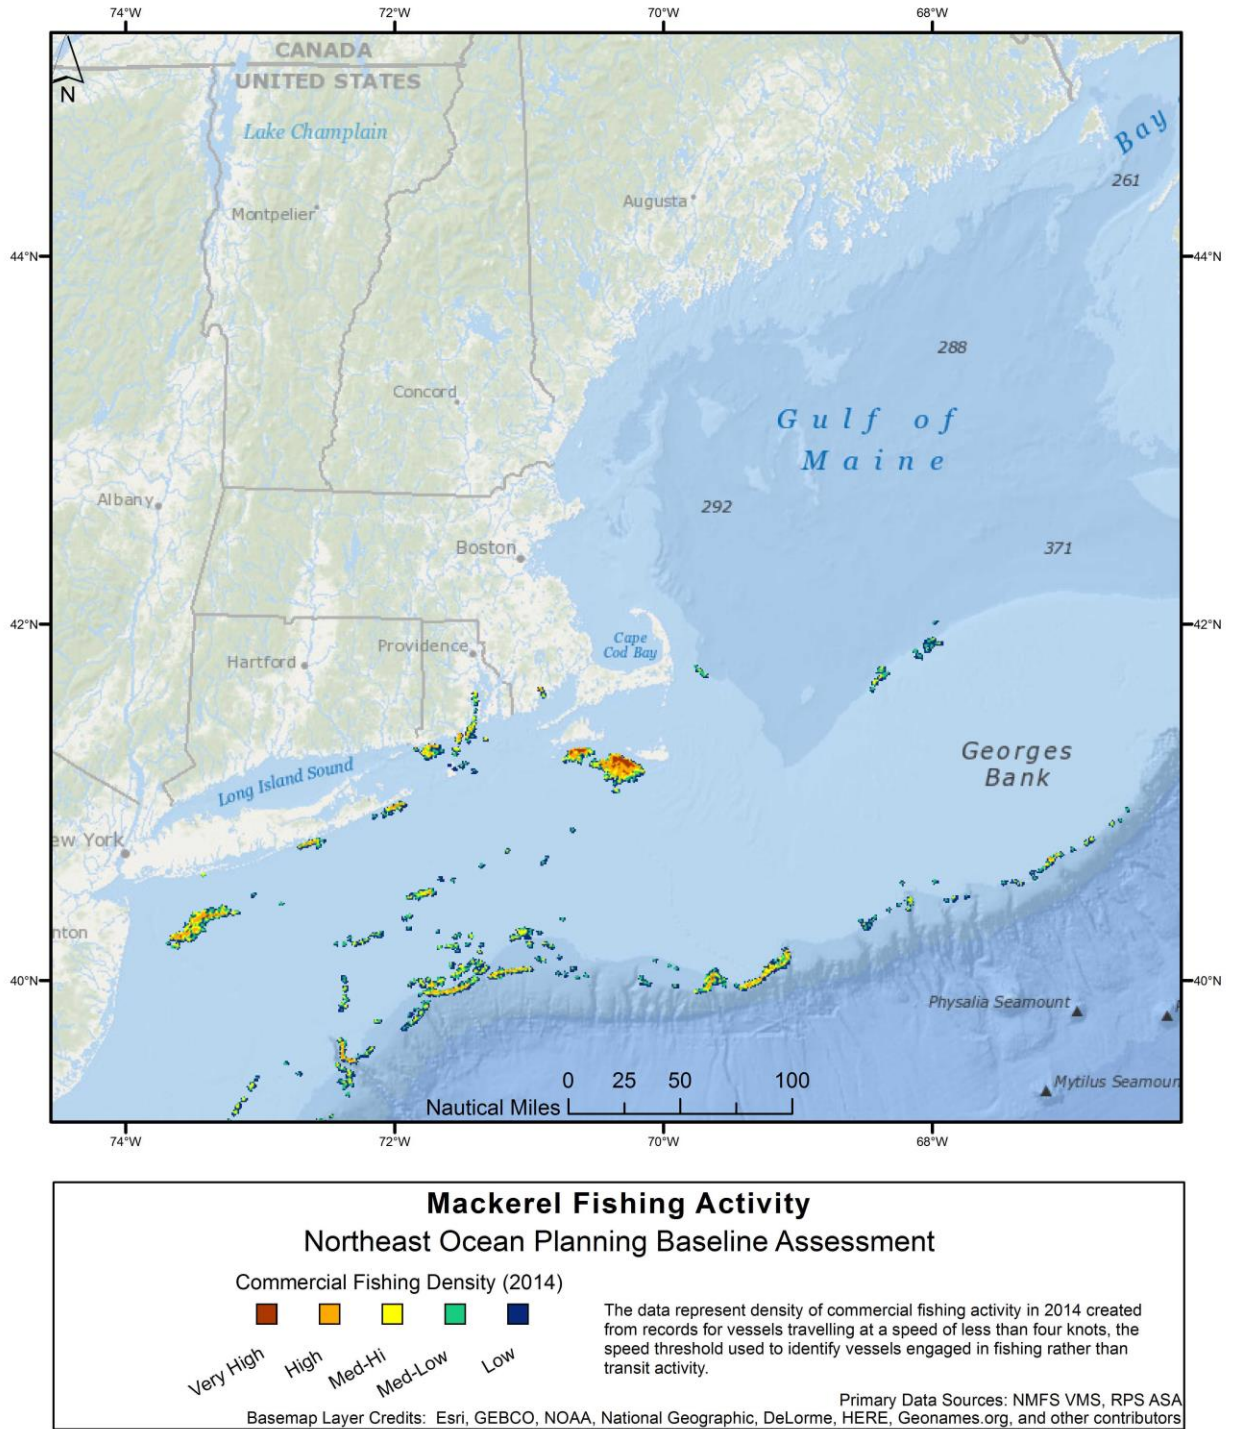 74°W 72°W 70°W 68°W
CANADA
UNITED STATES
N
Lake Champlain
Bay
261
Augusta
Montpelier
44°N 44°N
288
Concord
Gulf of
Maine
Albany
292
Boston
371
42°N 42°N
Cape
Cod Bay
Providence
Hartford
Georges
Bank
Long Island Sound
ew York
nton
40°N 40°N
Physalia Seamount
Mytilus Seamoun
0 25 50 100
Nautical Miles
74°W 72°W 70°W 68°W
Mackerel Fishing Activity
Northeast Ocean Planning Baseline Assessment
Commercial Fishing Density (2014)
Very High High Med-Hi Med-Low Low
The data represent density of commercial fishing activity in 2014 created
from records for vessels travelling at a speed of less than four knots, the
speed threshold used to identify vessels engaged in fishing rather than
transit activity.
Primary Data Sources: NMFS VMS, RPS ASA
Basemap Layer Credits: Esri, GEBCO, NOAA, National Geographic, DeLorme, HERE, Geonames.org, and other contributors